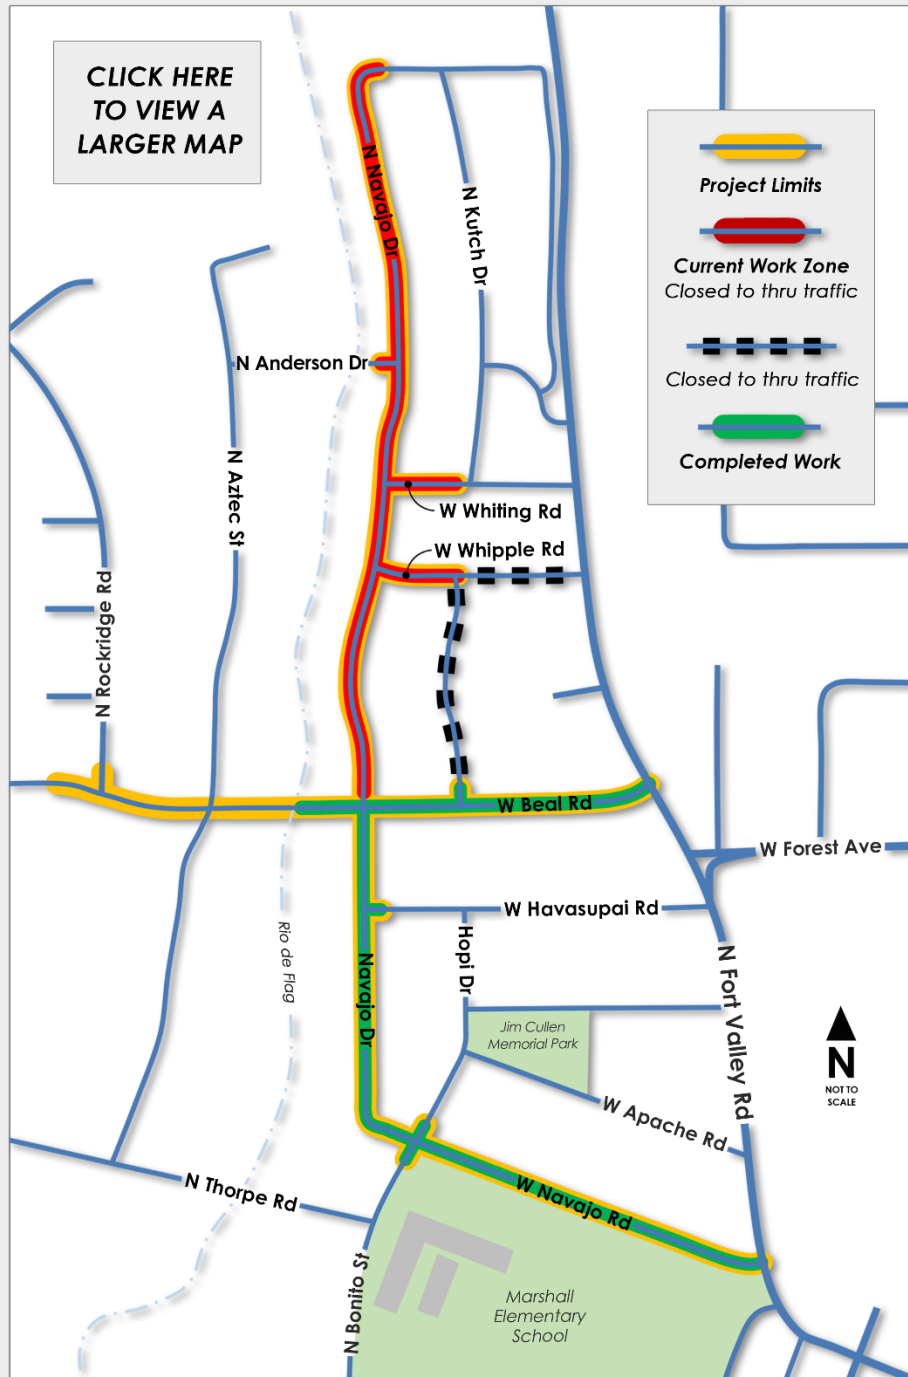 CLICK HERE
TO VIEW A
LARGER MAP
Project Limits
Current Work Zone
Closed to thru traffic
Closed to thru traffic
Completed Work
N Navajo Dr
N Kutch Dr
N Anderson Dr
N Aztec St
W Whiting Rd
W Whipple Rd
N Rockridge Rd
W Beal Rd
W Forest Ave
W Havasupai Rd
Hopi Dr
Rio de Flag
Navajo Dr
N Fort Valley Rd
Jim Cullen
Memorial Park
N
NOT TO
SCALE
W Apache Rd
N Thorpe Rd
W Navajo Rd
N Bonito St
Marshall
Elementary
School